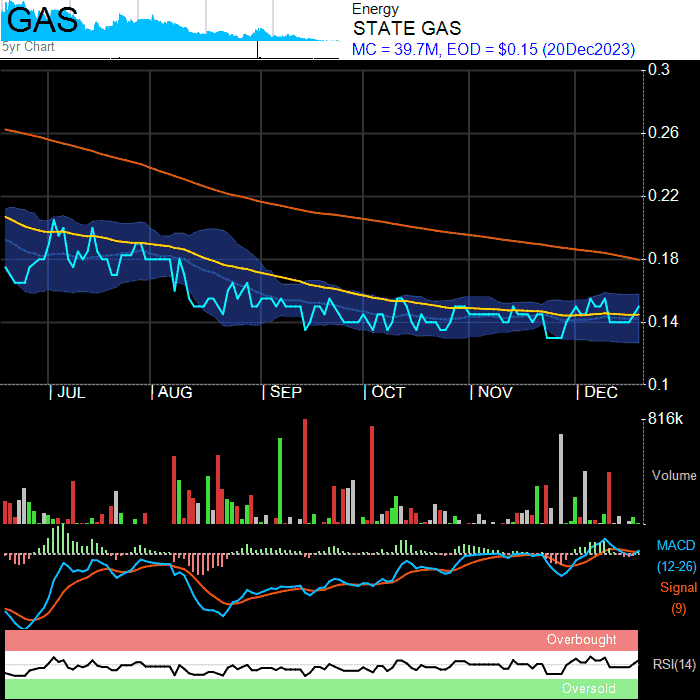 GAS
5yr Chart
Energy
STATE GAS
MC = 39.7M, EOD = $0.15 (20Dec2023)
0.3
0.26
0.22
0.18
0.14
0.1
JUL AUG SEP OCT NOV DEC
816k
Volume
MACD
(12-26)
Signal
(9)
Overbought
RSI(14)
Oversold